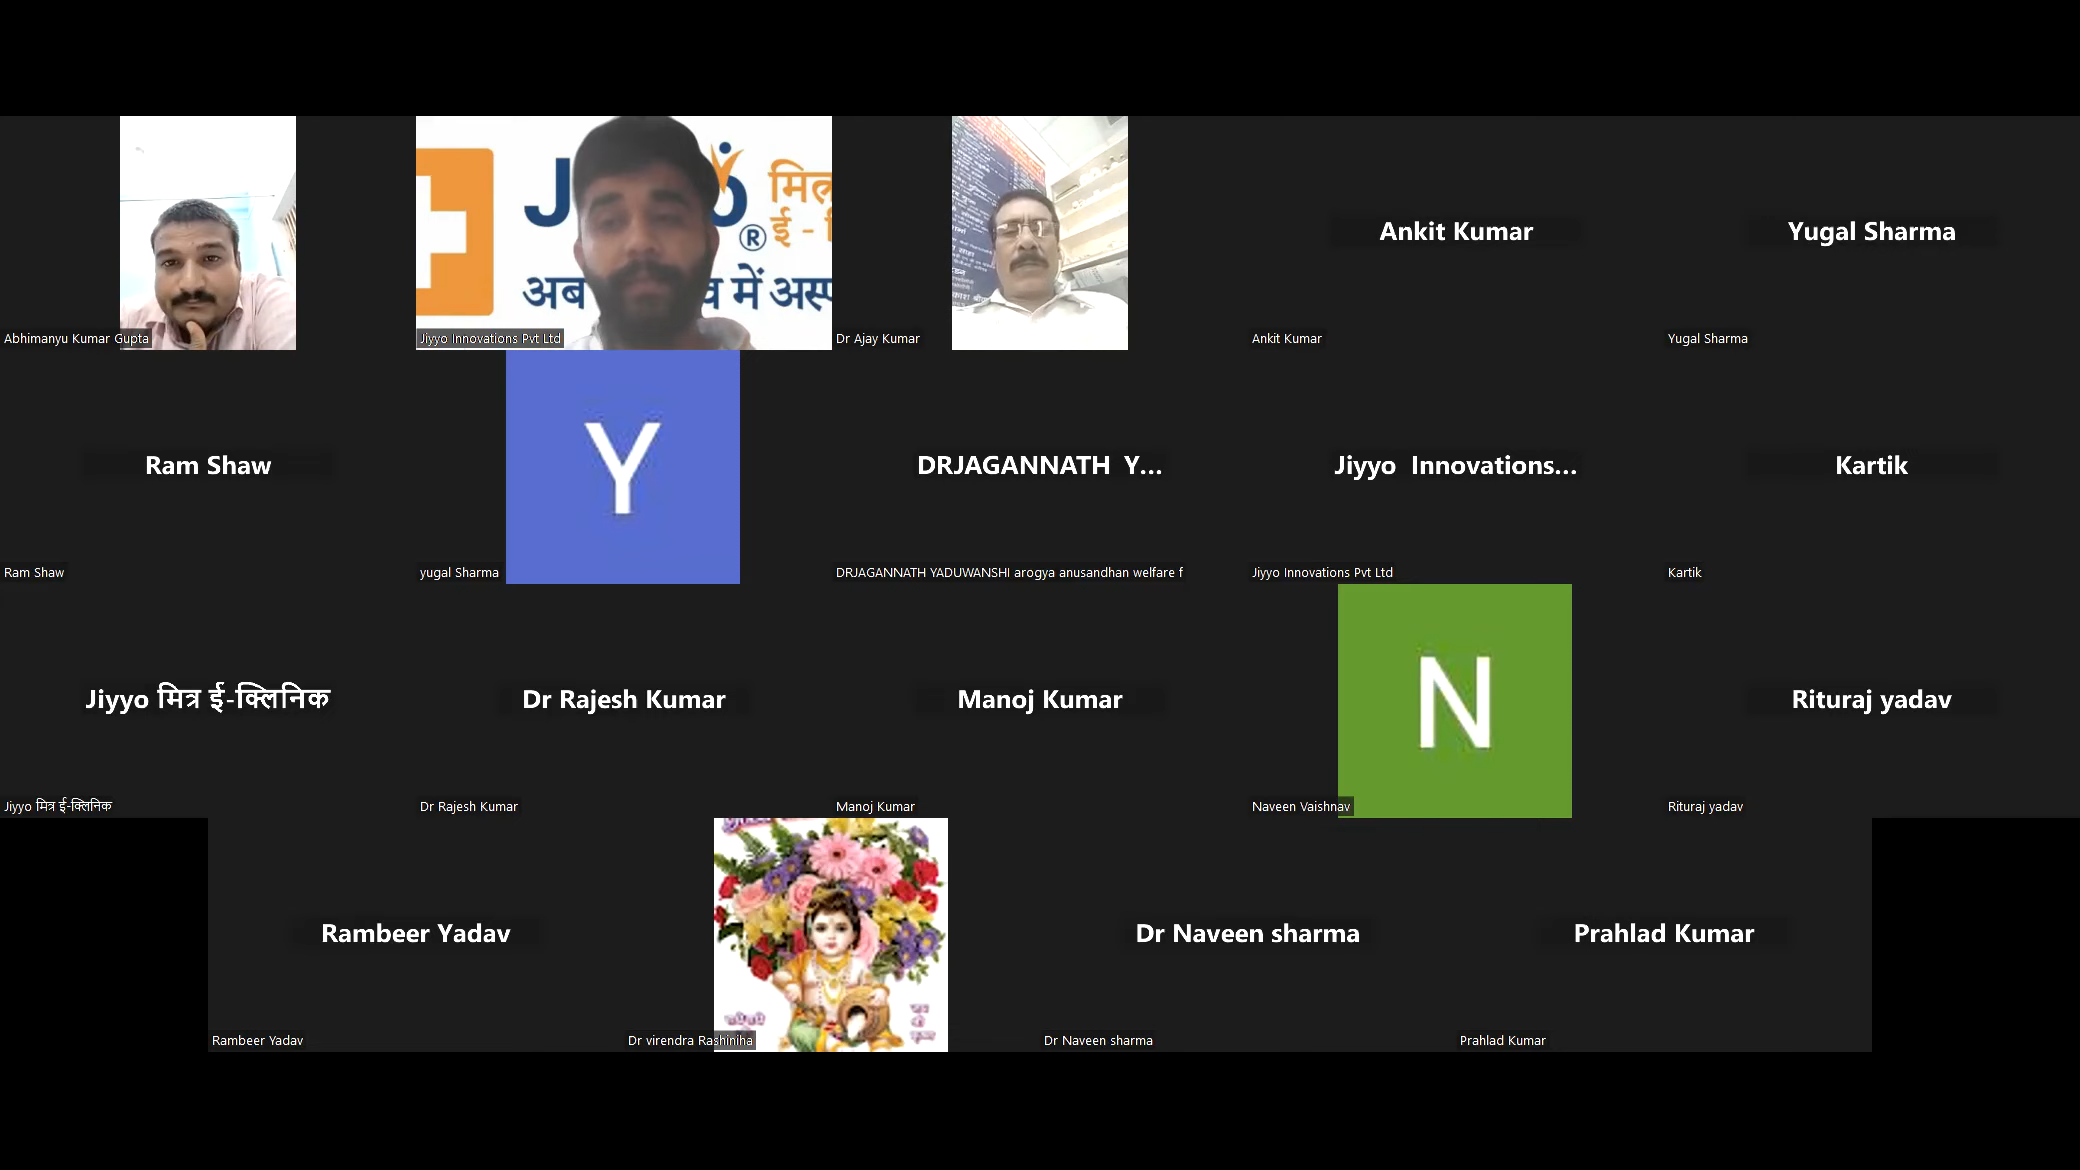 मित्र
ई -
अब
में अस्प
Abhimanyu Kumar Gupta
Jiyyo Innovations Pvt Ltd
Dr Ajay Kumar
Ankit Kumar
Ankit Kumar
Yugal Sharma
Yugal Sharma
Ram Shaw
Ram Shaw
Y
yugal Sharma
DRJAGANNATH Y...
DRJAGANNATH YADUWANSHI arogya anusandhan welfare f
Jiyyo Innovations...
Jiyyo Innovations Pvt Ltd
Kartik
Kartik
Jiyyo मित्र ई-क्लिनिक
Jiyyo मित्र ई-क्लिनिक
Dr Rajesh Kumar
Dr Rajesh Kumar
Manoj Kumar
Manoj Kumar
N
Naveen Vaishnav
Rituraj yadav
Rituraj yadav
Rambeer Yadav
Rambeer Yadav
Dr virendra Rashiniha
Dr Naveen sharma
Dr Naveen sharma
Prahlad Kumar
Prahlad Kumar